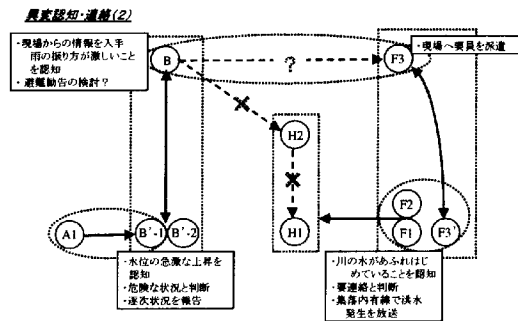 異変認知・連絡(2)
・現場からの情報を入手
雨の振り方が激しいこと
を認知
・避難勧告の検討?
B
?
F3
・現場へ要員を派遣
H2
H1
A1
B'-1
B'-2
F2
F1
F3'
・水位の急激な上昇を
認知
・危険な状況と判断
・逐次状況を報告
・川の水があふれはじ
めていることを認知
・要連絡と判断
・集落内有線で洪水
発生を放送